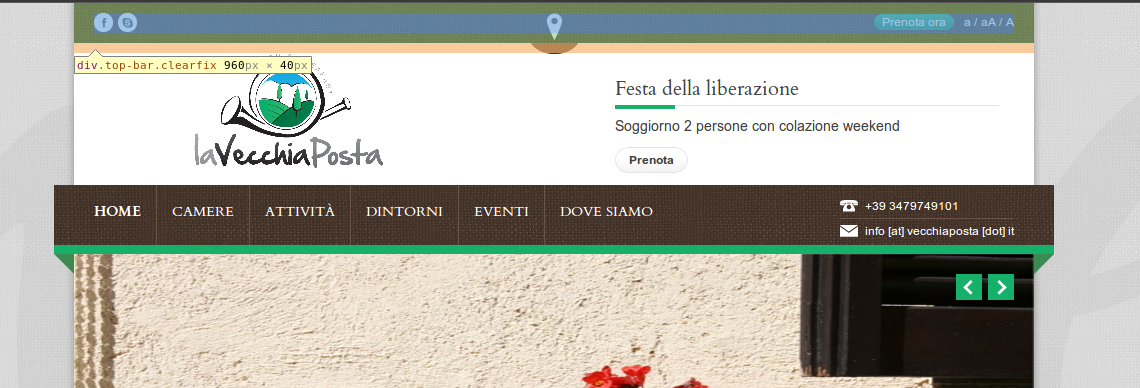 Prenota ora a / aA / A
div.top-bar.clearfix 960px × 40px
laVecchiaPosta
Festa della liberazione
Soggiorno 2 persone con colazione weekend
Prenota
HOME CAMERE ATTIVITÀ DINTORNI EVENTI DOVE SIAMO
+39 3479749101
info [at] vecchiaposta [dot] it